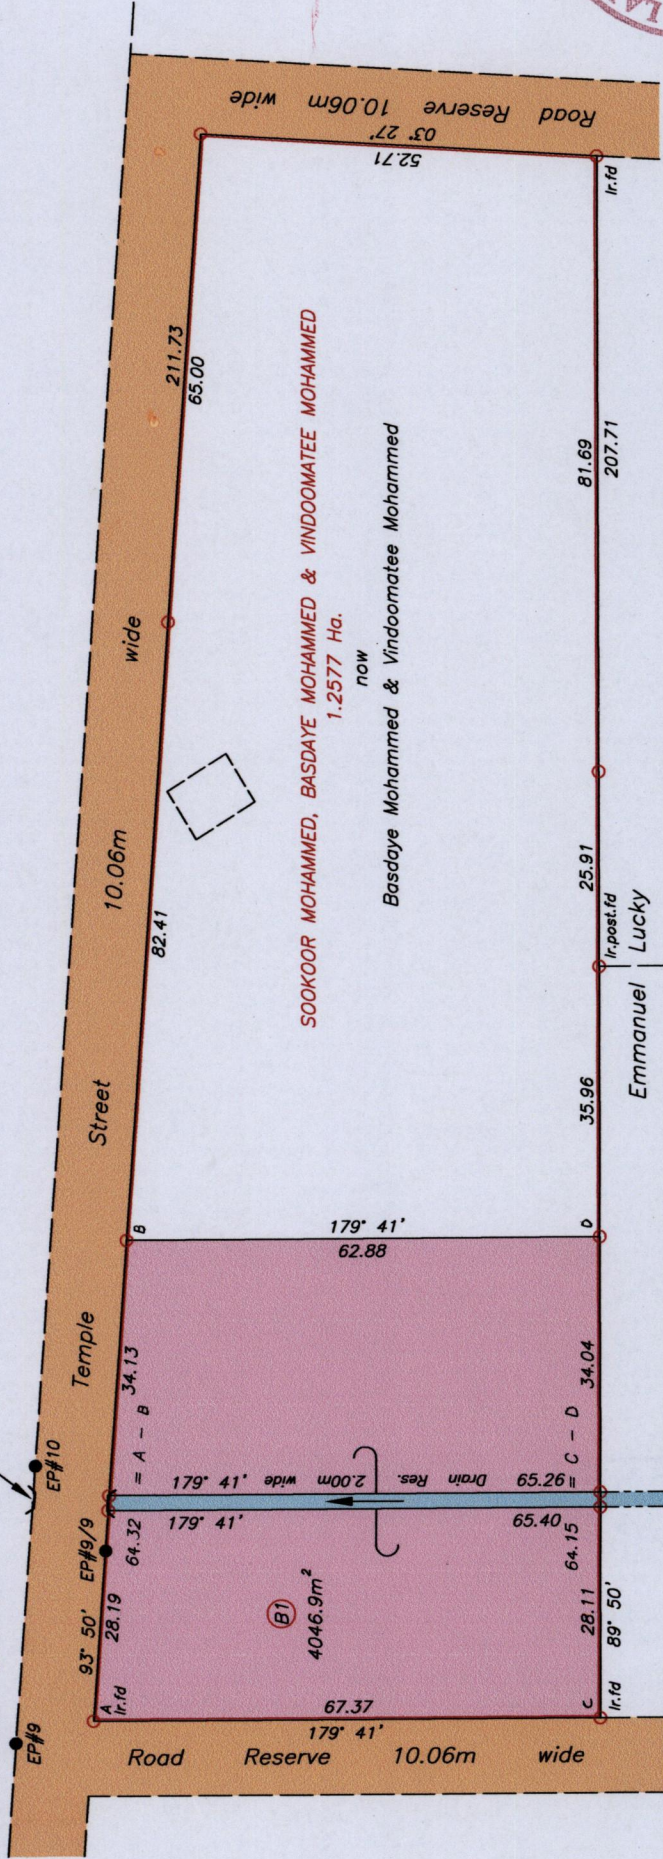 LA
Road Reserve 10.06m wide
03° 27'
52.71
Ir.fd
211.73
65.00
81.69
207.71
SOOKOOR MOHAMMED, BASDAYE MOHAMMED & VINDOOMATEE MOHAMMED
1.2577 Ha.
now
Basdaye Mohammed & Vindoomatee Mohammed
Temple Street 10.06m wide
82.41
25.91
Ir.post.fd
Lucky
Emmanuel
35.96
B
179° 41'
62.88
D
34.13
34.04
= A - B
= C - D
EP#10
179° 41' Drain Res. 2.00m wide 65.26
179° 41'
65.40
64.32
64.15
EP#9/9
93° 50'
28.19
B1
4046.9m²
28.11
89° 50'
A
Ir.fd
67.37
C
Ir.fd
179° 41'
EP#9
Road Reserve 10.06m wide